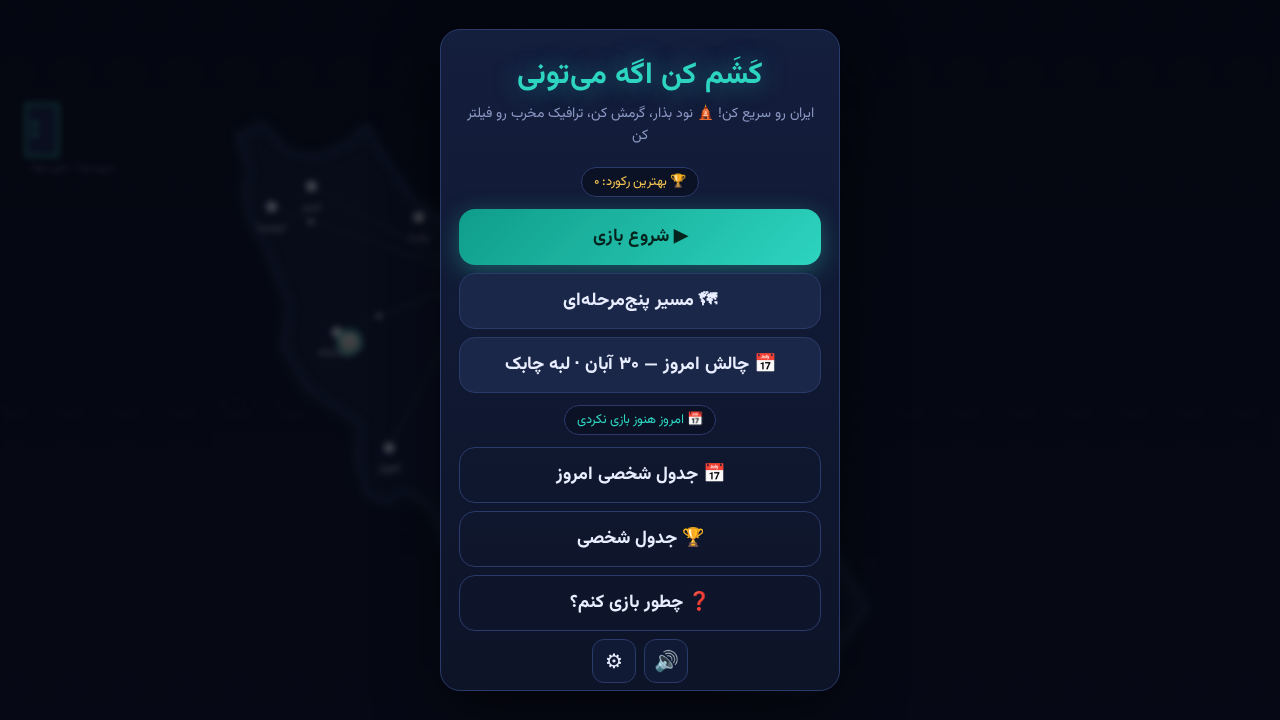 کَشَم کن اگه می‌تونی
ایران رو سریع کن! 🗼 نود بذار، گرمش کن، ترافیک مخرب رو فیلتر
کن
🏆 بهترین رکورد: ۰
▶ شروع بازی
🗺 مسیر پنج‌مرحله‌ای
📅 چالش امروز — ۳۰ آبان · لبه چابک
📅 امروز هنوز بازی نکردی
📅 جدول شخصی امروز
🏆 جدول شخصی
❓ چطور بازی کنم؟